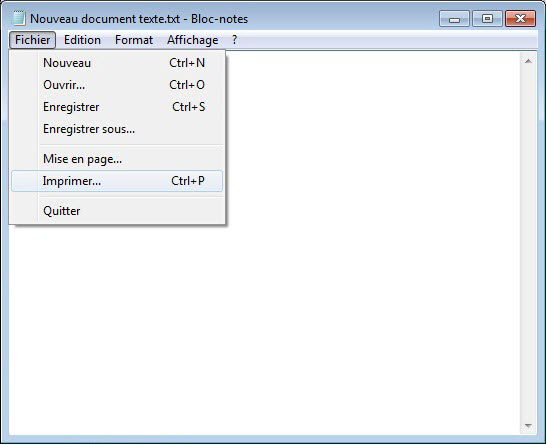 Nouveau document texte.txt - Bloc-notes
Fichier Edition Format Affichage ?
Nouveau Ctrl+N
Ouvrir... Ctrl+O
Enregistrer Ctrl+S
Enregistrer sous...
Mise en page...
Imprimer... Ctrl+P
Quitter